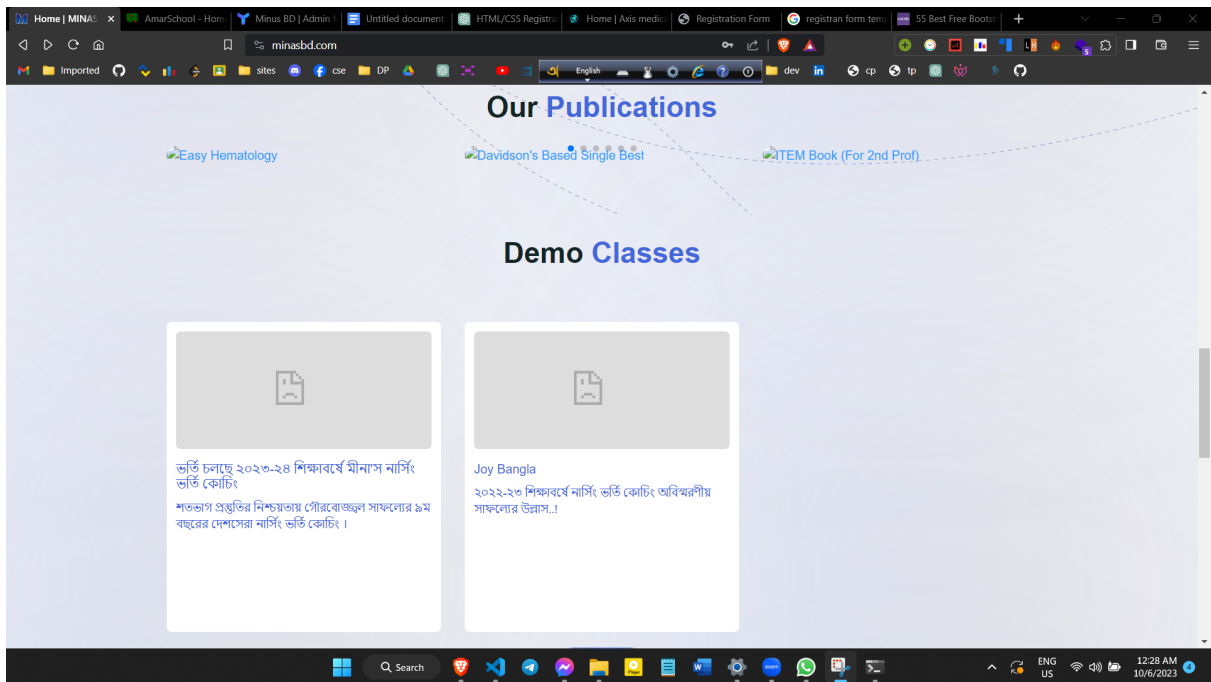 Home | MINAS
AmarSchool - Hom
Minus BD | Admin
Untitled document
HTML/CSS Registra
Home | Axis medica
Registration Form
registran form tem
55 Best Free Boots
minasbd.com
5
Imported
sites
cse
DP
English
dev
cp
tp
Our Publications
Easy Hematology
Davidson's Based Single Best
ITEM Book (For 2nd Prof)
Demo Classes
ভর্তি চলছে ২০২৩-২৪ শিক্ষাবর্ষে মীনা'স নার্সিং
ভর্তি কোচিং
শতভাগ প্রস্তুতির নিশ্চয়তায় গৌরবোজ্জ্বল সাফল্যের ৯ম
বছরের দেশসেরা নার্সিং ভর্তি কোচিং ।
Joy Bangla
২০২২-২৩ শিক্ষাবর্ষে নার্সিং ভর্তি কোচিং অবিস্মরণীয়
সাফল্যের উল্লাস..!
Search
zoom
ENG
US
12:28 AM
10/6/2023
4